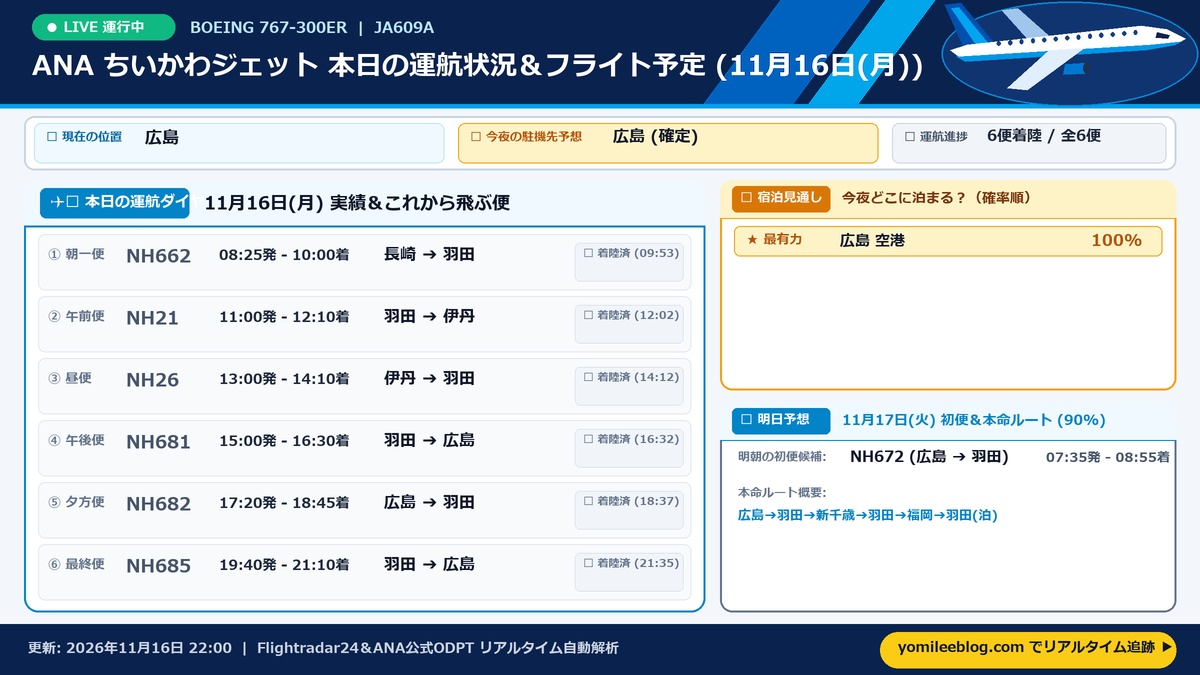 ● LIVE 運行中 BOEING 767-300ER | JA609A
ANA ちいかわジェット 本日の運航状況＆フライト予定 (11月16日(月))
□ 現在の位置 広島
□ 今夜の駐機先予想 広島 (確定)
□ 運航進捗 6便着陸 / 全6便
✈□ 本日の運航ダイ 11月16日(月) 実績＆これから飛ぶ便
① 朝一便 NH662 08:25発 - 10:00着 長崎 → 羽田 □ 着陸済 (09:53)
② 午前便 NH21 11:00発 - 12:10着 羽田 → 伊丹 □ 着陸済 (12:02)
③ 昼便 NH26 13:00発 - 14:10着 伊丹 → 羽田 □ 着陸済 (14:12)
④ 午後便 NH681 15:00発 - 16:30着 羽田 → 広島 □ 着陸済 (16:32)
⑤ 夕方便 NH682 17:20発 - 18:45着 広島 → 羽田 □ 着陸済 (18:37)
⑥ 最終便 NH685 19:40発 - 21:10着 羽田 → 広島 □ 着陸済 (21:35)
□ 宿泊見通し 今夜どこに泊まる？（確率順）
★ 最有力 広島 空港 100%
□ 明日予想 11月17日(火) 初便＆本命ルート (90%)
明朝の初便候補: NH672 (広島 → 羽田) 07:35発 - 08:55着
本命ルート概要:
広島→羽田→新千歳→羽田→福岡→羽田(泊)
更新: 2026年11月16日 22:00 | Flightradar24＆ANA公式ODPT リアルタイム自動解析
yomileeblog.com でリアルタイム追跡 ▶